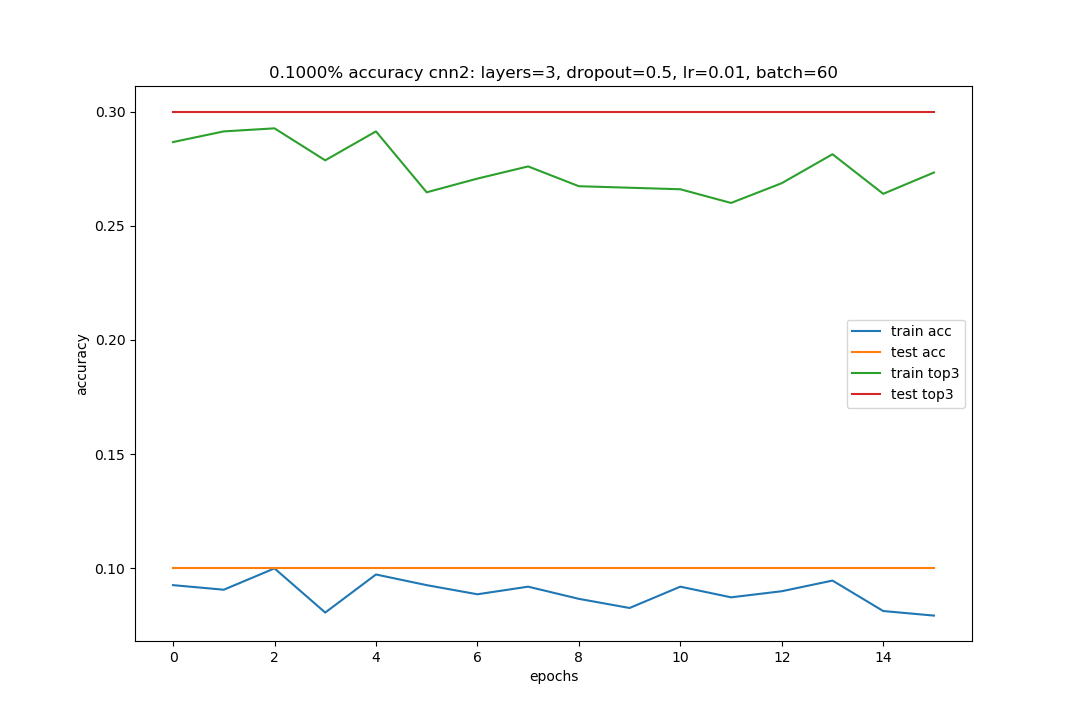 0.1000% accuracy cnn2: layers=3, dropout=0.5, lr=0.01, batch=60
0.30
0.25
0.20
0.15
0.10
accuracy
train acc
test acc
train top3
test top3
0 2 4 6 8 10 12 14
epochs